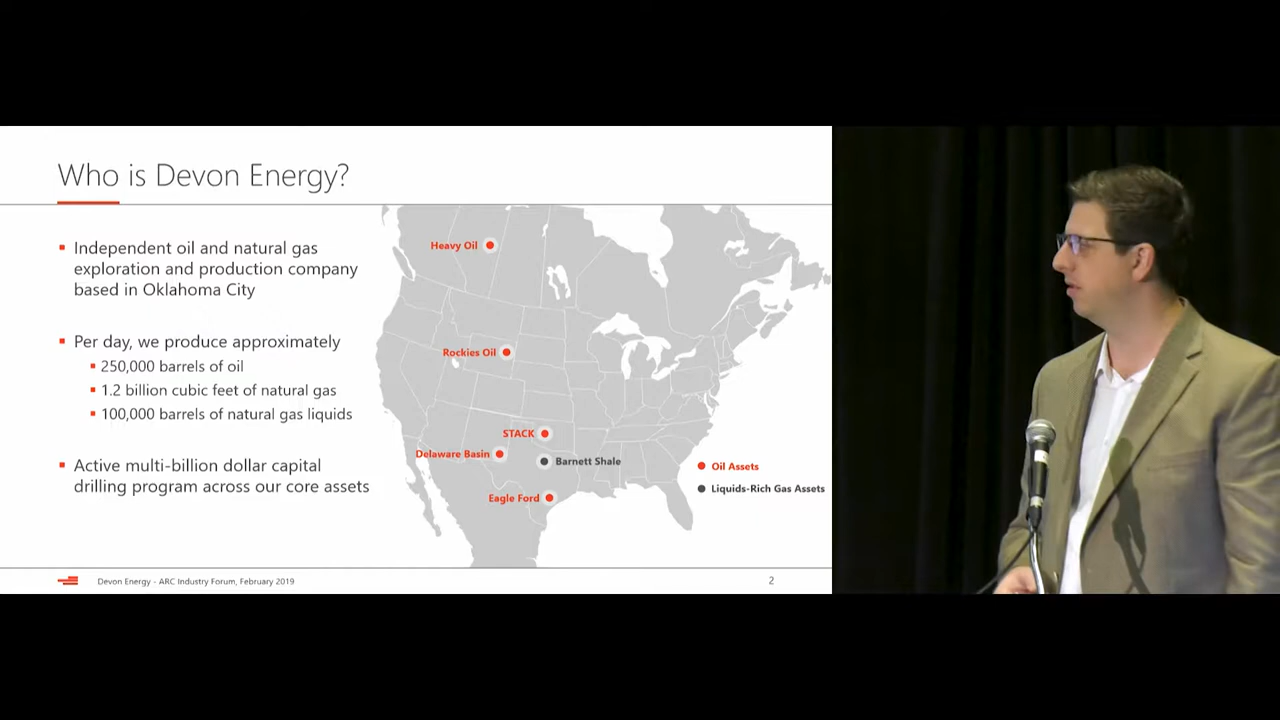 Who is Devon Energy?
▪ Independent oil and natural gas
exploration and production company
based in Oklahoma City
▪ Per day, we produce approximately
▪ 250,000 barrels of oil
▪ 1.2 billion cubic feet of natural gas
▪ 100,000 barrels of natural gas liquids
▪ Active multi-billion dollar capital
drilling program across our core assets
Heavy Oil
Rockies Oil
STACK
Delaware Basin
Barnett Shale
Eagle Ford
Oil Assets
Liquids-Rich Gas Assets
Devon Energy - ARC Industry Forum, February 2019
2